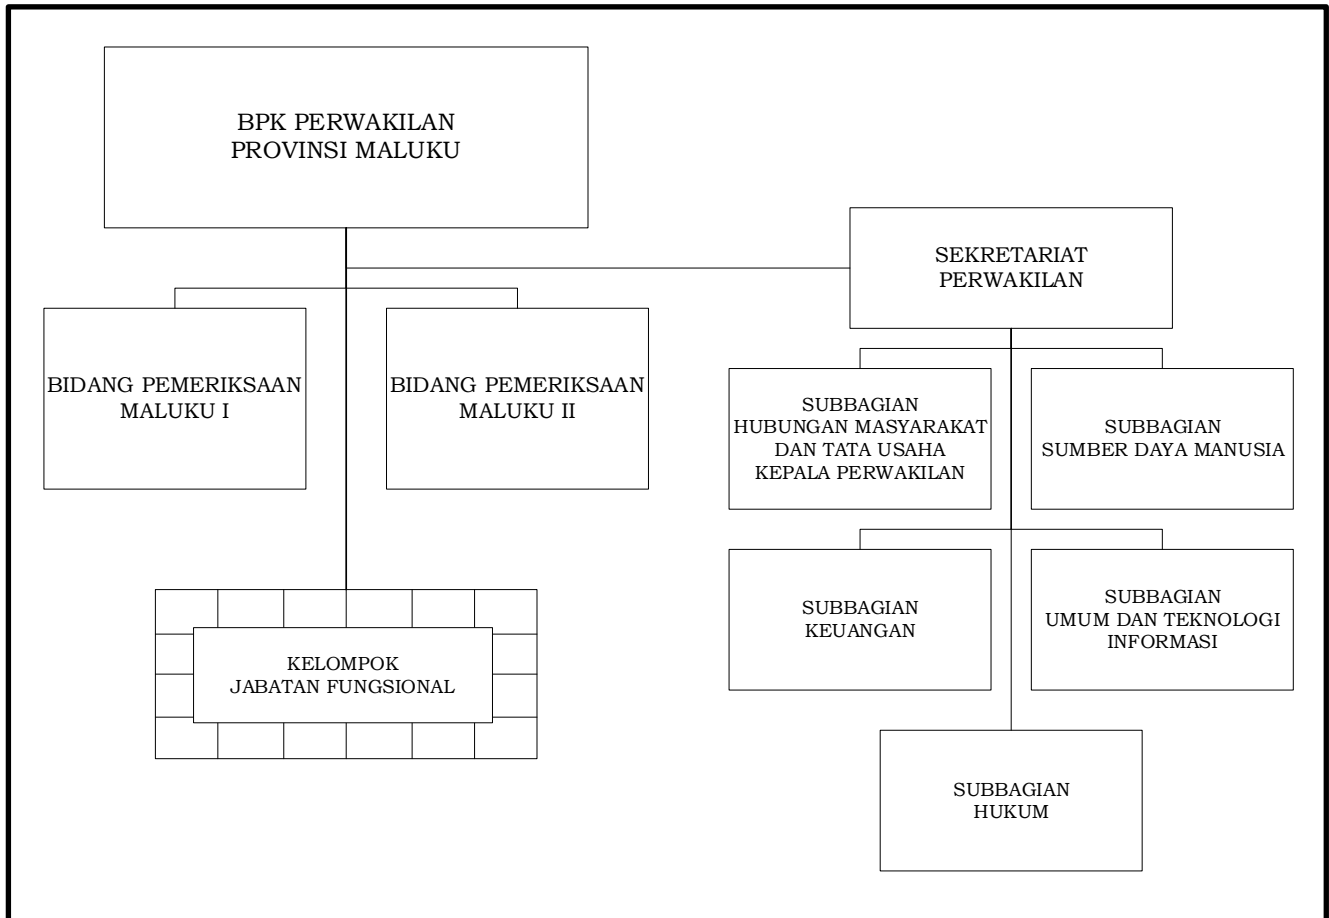 BPK PERWAKILAN
PROVINSI MALUKU
SEKRETARIAT
PERWAKILAN
BIDANG PEMERIKSAAN
MALUKU I
BIDANG PEMERIKSAAN
MALUKU II
SUBBAGIAN
HUBUNGAN MASYARAKAT
DAN TATA USAHA
KEPALA PERWAKILAN
SUBBAGIAN
SUMBER DAYA MANUSIA
SUBBAGIAN
KEUANGAN
SUBBAGIAN
UMUM DAN TEKNOLOGI
INFORMASI
KELOMPOK
JABATAN FUNGSIONAL
SUBBAGIAN
HUKUM